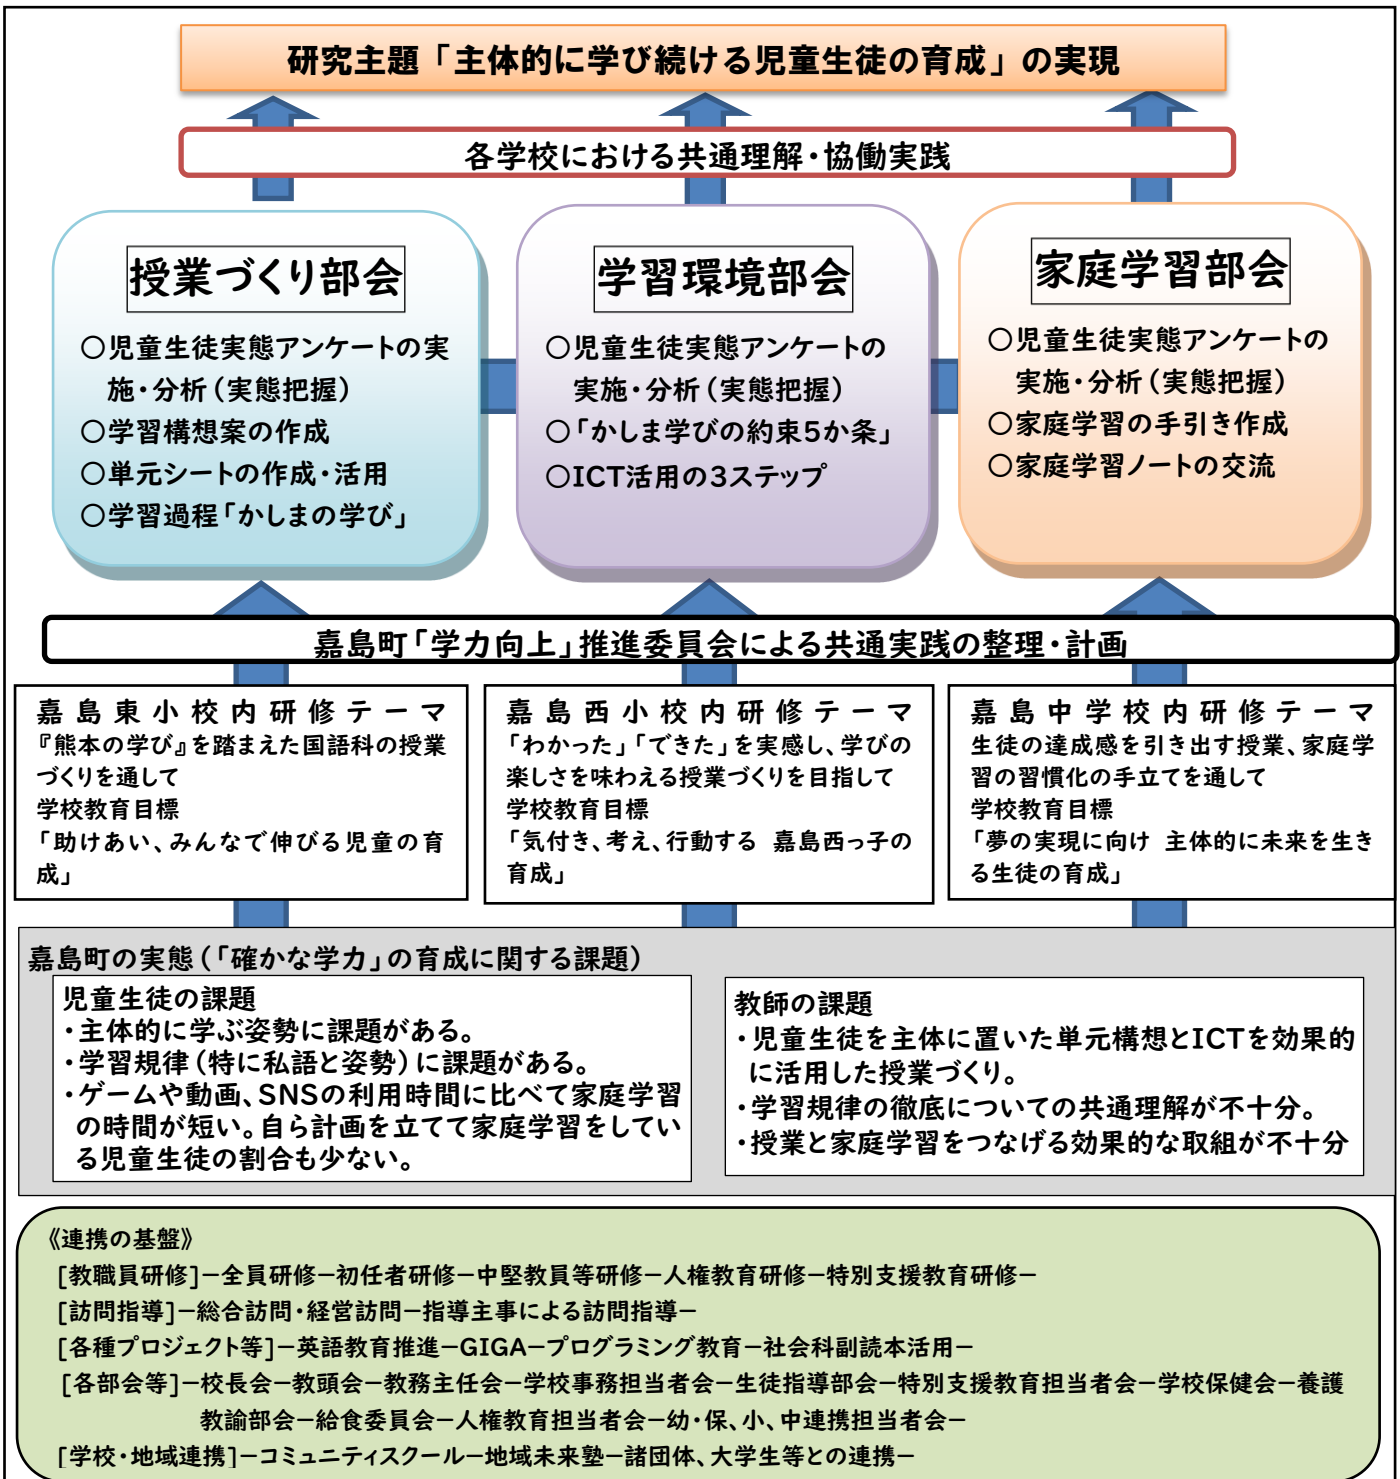 研究主題「主体的に学び続ける児童生徒の育成」の実現
各学校における共通理解・協働実践
授業づくり部会
○児童生徒実態アンケートの実
施・分析(実態把握)
○学習構想案の作成
○単元シートの作成・活用
○学習過程「かしまの学び」
学習環境部会
○児童生徒実態アンケートの
実施・分析(実態把握)
○「かしま学びの約束5か条」
○ICT活用の3ステップ
家庭学習部会
○児童生徒実態アンケートの
実施・分析(実態把握)
○家庭学習の手引き作成
○家庭学習ノートの交流
嘉島町「学力向上」推進委員会による共通実践の整理・計画
嘉島東小校内研修テーマ
『熊本の学び』を踏まえた国語科の授業
づくりを通して
学校教育目標
「助けあい、みんなで伸びる児童の育
成」
嘉島西小校内研修テーマ
「わかった」「できた」を実感し、学びの
楽しさを味わえる授業づくりを目指して
学校教育目標
「気付き、考え、行動する 嘉島西っ子の
育成」
嘉島中学校内研修テーマ
生徒の達成感を引き出す授業、家庭学
習の習慣化の手立てを通して
学校教育目標
「夢の実現に向け 主体的に未来を生き
る生徒の育成」
嘉島町の実態(「確かな学力」の育成に関する課題)
児童生徒の課題
・主体的に学ぶ姿勢に課題がある。
・学習規律(特に私語と姿勢)に課題がある。
・ゲームや動画、SNSの利用時間に比べて家庭学習
の時間が短い。自ら計画を立てて家庭学習をしてい
る児童生徒の割合も少ない。
教師の課題
・児童生徒を主体に置いた単元構想とICTを効果的
に活用した授業づくり。
・学習規律の徹底についての共通理解が不十分。
・授業と家庭学習をつなげる効果的な取組が不十分
《連携の基盤》
[教職員研修]－全員研修－初任者研修－中堅教員等研修－人権教育研修－特別支援教育研修－
[訪問指導]－総合訪問・経営訪問－指導主事による訪問指導－
[各種プロジェクト等]－英語教育推進－GIGA－プログラミング教育－社会科副読本活用－
[各部会等]－校長会－教頭会－教務主任会－学校事務担当者会－生徒指導部会－特別支援教育担当者会－学校保健会－養護
教諭部会－給食委員会－人権教育担当者会－幼・保、小、中連携担当者会－
[学校・地域連携]－コミュニティスクール－地域未来塾－諸団体、大学生等との連携－